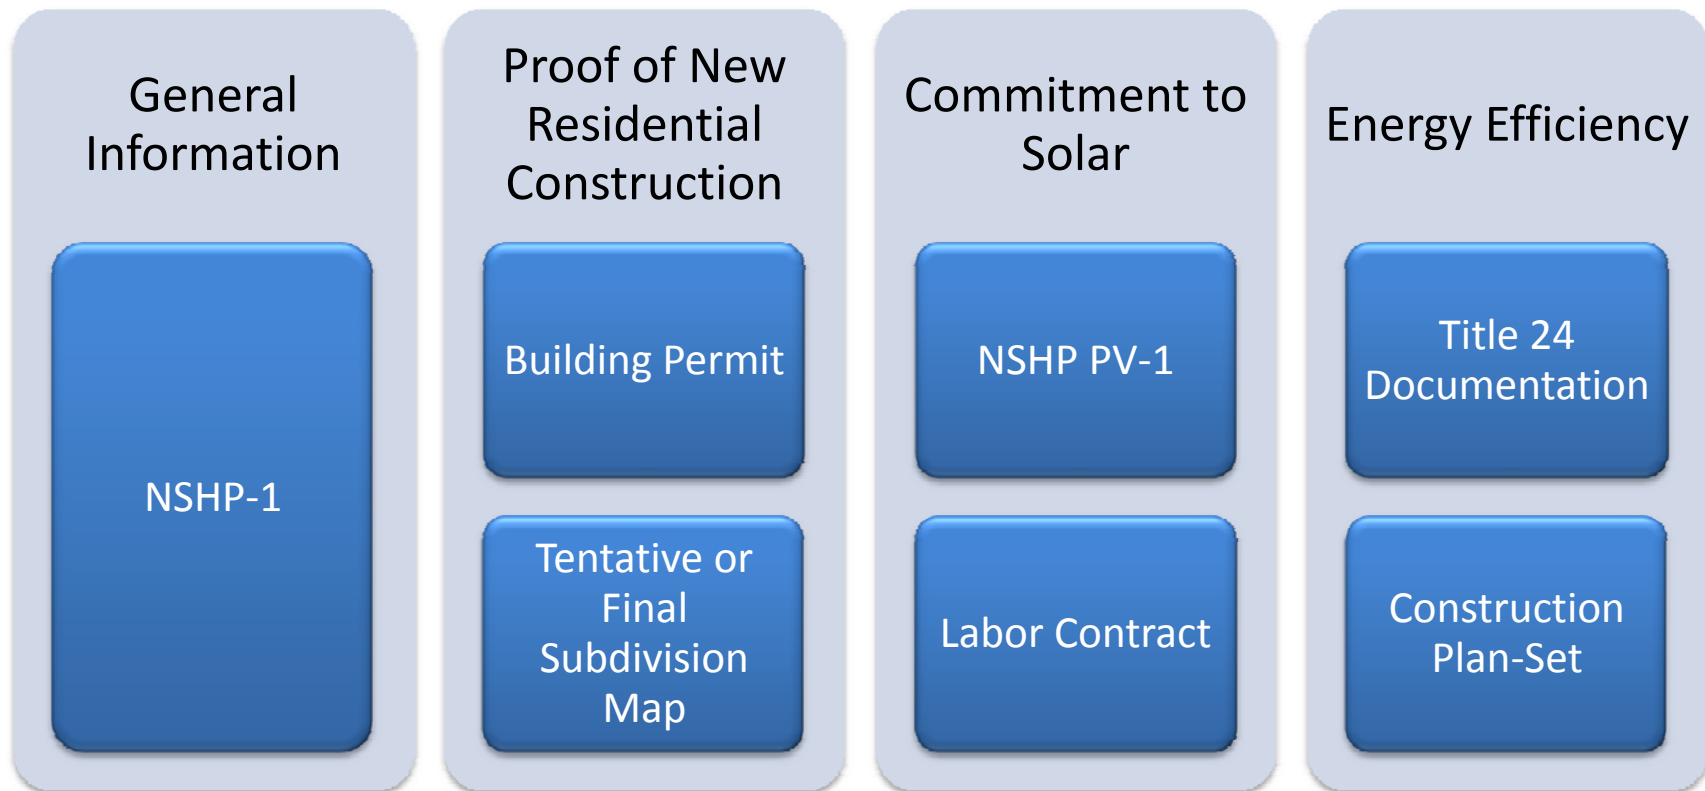 General
Information
NSHP-1
Proof of New
Residential
Construction
Building Permit
Tentative or
Final
Subdivision
Map
Commitment to
Solar
NSHP PV-1
Labor Contract
Energy Efficiency
Title 24
Documentation
Construction
Plan-Set